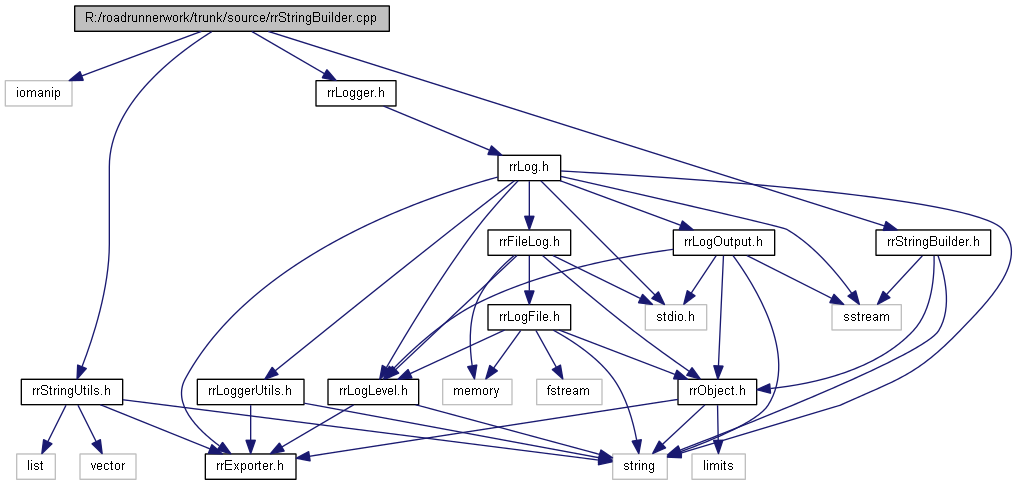 R:/roadrunnerwork/trunk/source/rrStringBuilder.cpp
iomanip
rrLogger.h
rrLog.h
rrFileLog.h
rrLogOutput.h
rrStringBuilder.h
rrLogFile.h
stdio.h
sstream
rrStringUtils.h
rrLoggerUtils.h
rrLogLevel.h
memory
fstream
rrObject.h
list
vector
rrExporter.h
string
limits